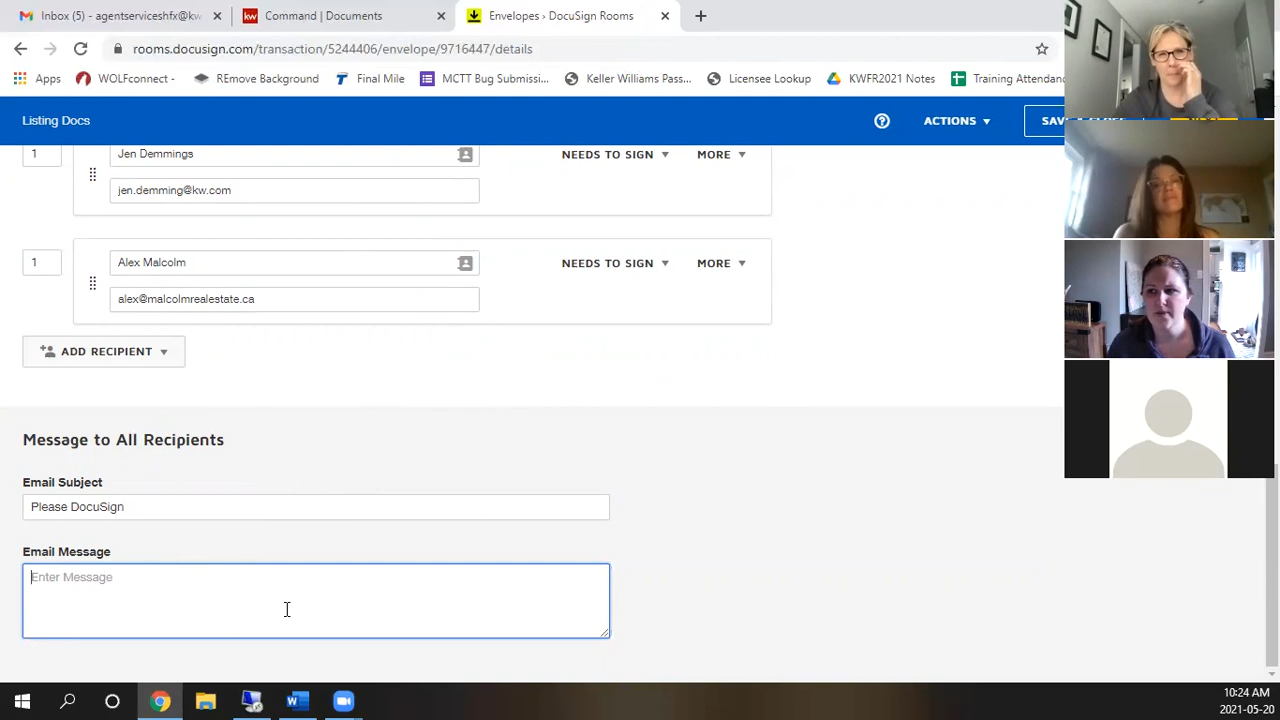 Inbox (5) - agentserviceshfx@kw
Command | Documents
Envelopes › DocuSign Rooms
rooms.docusign.com/transaction/5244406/envelope/9716447/details
Apps
WOLFconnect -
REmove Background
Final Mile
MCTT Bug Submissi...
Keller Williams Pass...
Licensee Lookup
KWFR2021 Notes
Training Attendanc
Listing Docs
ACTIONS
1
Jen Demmings
NEEDS TO SIGN
MORE
jen.demming@kw.com
1
Alex Malcolm
NEEDS TO SIGN
MORE
alex@malcolmrealestate.ca
ADD RECIPIENT
Message to All Recipients
Email Subject
Please DocuSign
Email Message
Enter Message
10:24 AM
2021-05-20